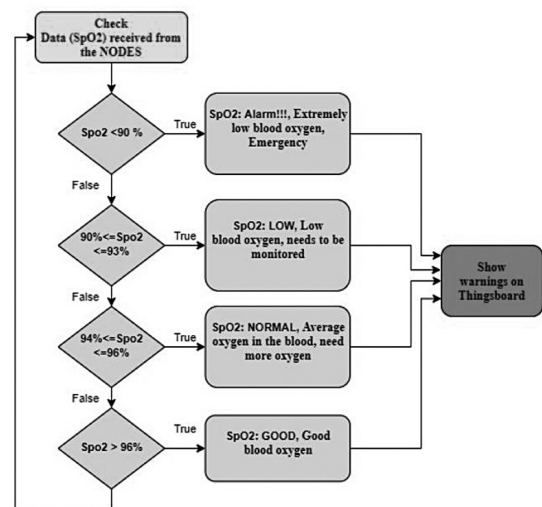 Check
Data (SpO2) received from
the NODES
Spo2 <90 %
True
SpO2: Alarm!!!, Extremely
low blood oxygen,
Emergency
False
90%<=Spo2
<=93%
True
SpO2: LOW, Low
blood oxygen, needs to be
monitored
Show
warnings on
Thingsboard
False
94%<=Spo2
<=96%
True
SpO2: NORMAL, Average
oxygen in the blood, need
more oxygen
False
Spo2 > 96%
True
SpO2: GOOD, Good
blood oxygen